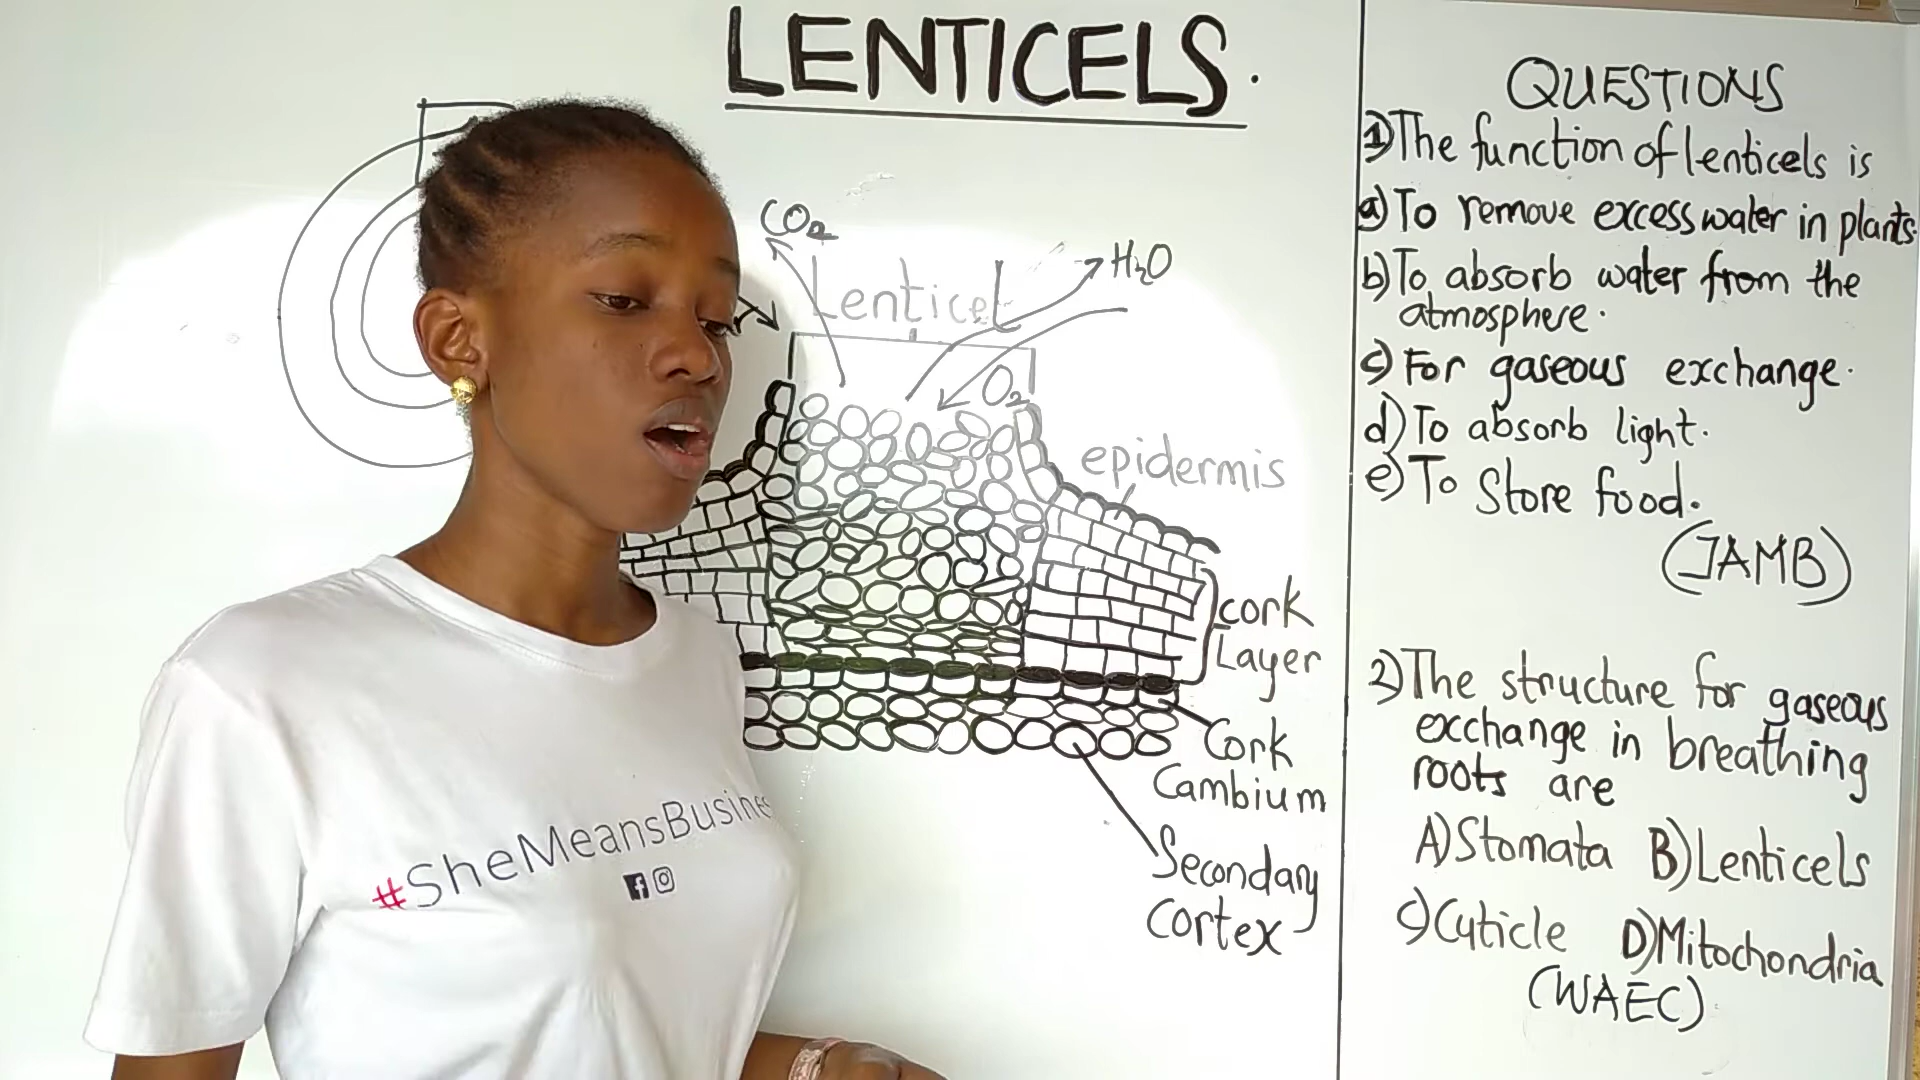 LENTICELS.
CO₂
Lenticel
H₂O
O₂
epidermis
cork
Layer
Cork
Cambium
Secondary
Cortex
#SheMeansBusine
QUESTIONS
1) The function of lenticels is
a) To remove excess water in plants.
b) To absorb water from the
atmosphere.
c) For gaseous exchange.
d) To absorb light.
e) To Store food.
(JAMB)
2) The structure for gaseous
exchange in breathing
roots are
A) Stomata B) Lenticels
C) Cuticle D) Mitochondria
(WAEC)